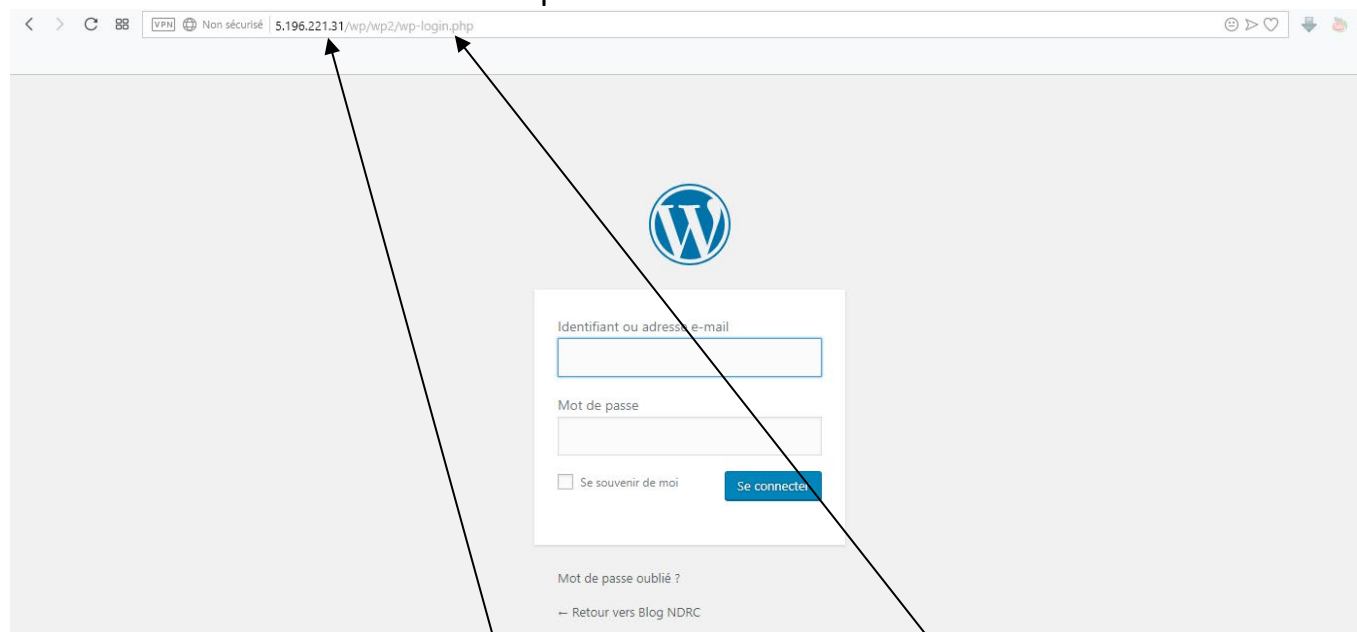 VPN Non sécurisé 5.196.221.31/wp/wp2/wp-login.php
Identifiant ou adresse e-mail
Mot de passe
Se souvenir de moi Se connecter
Mot de passe oublié ?
← Retour vers Blog NDRC